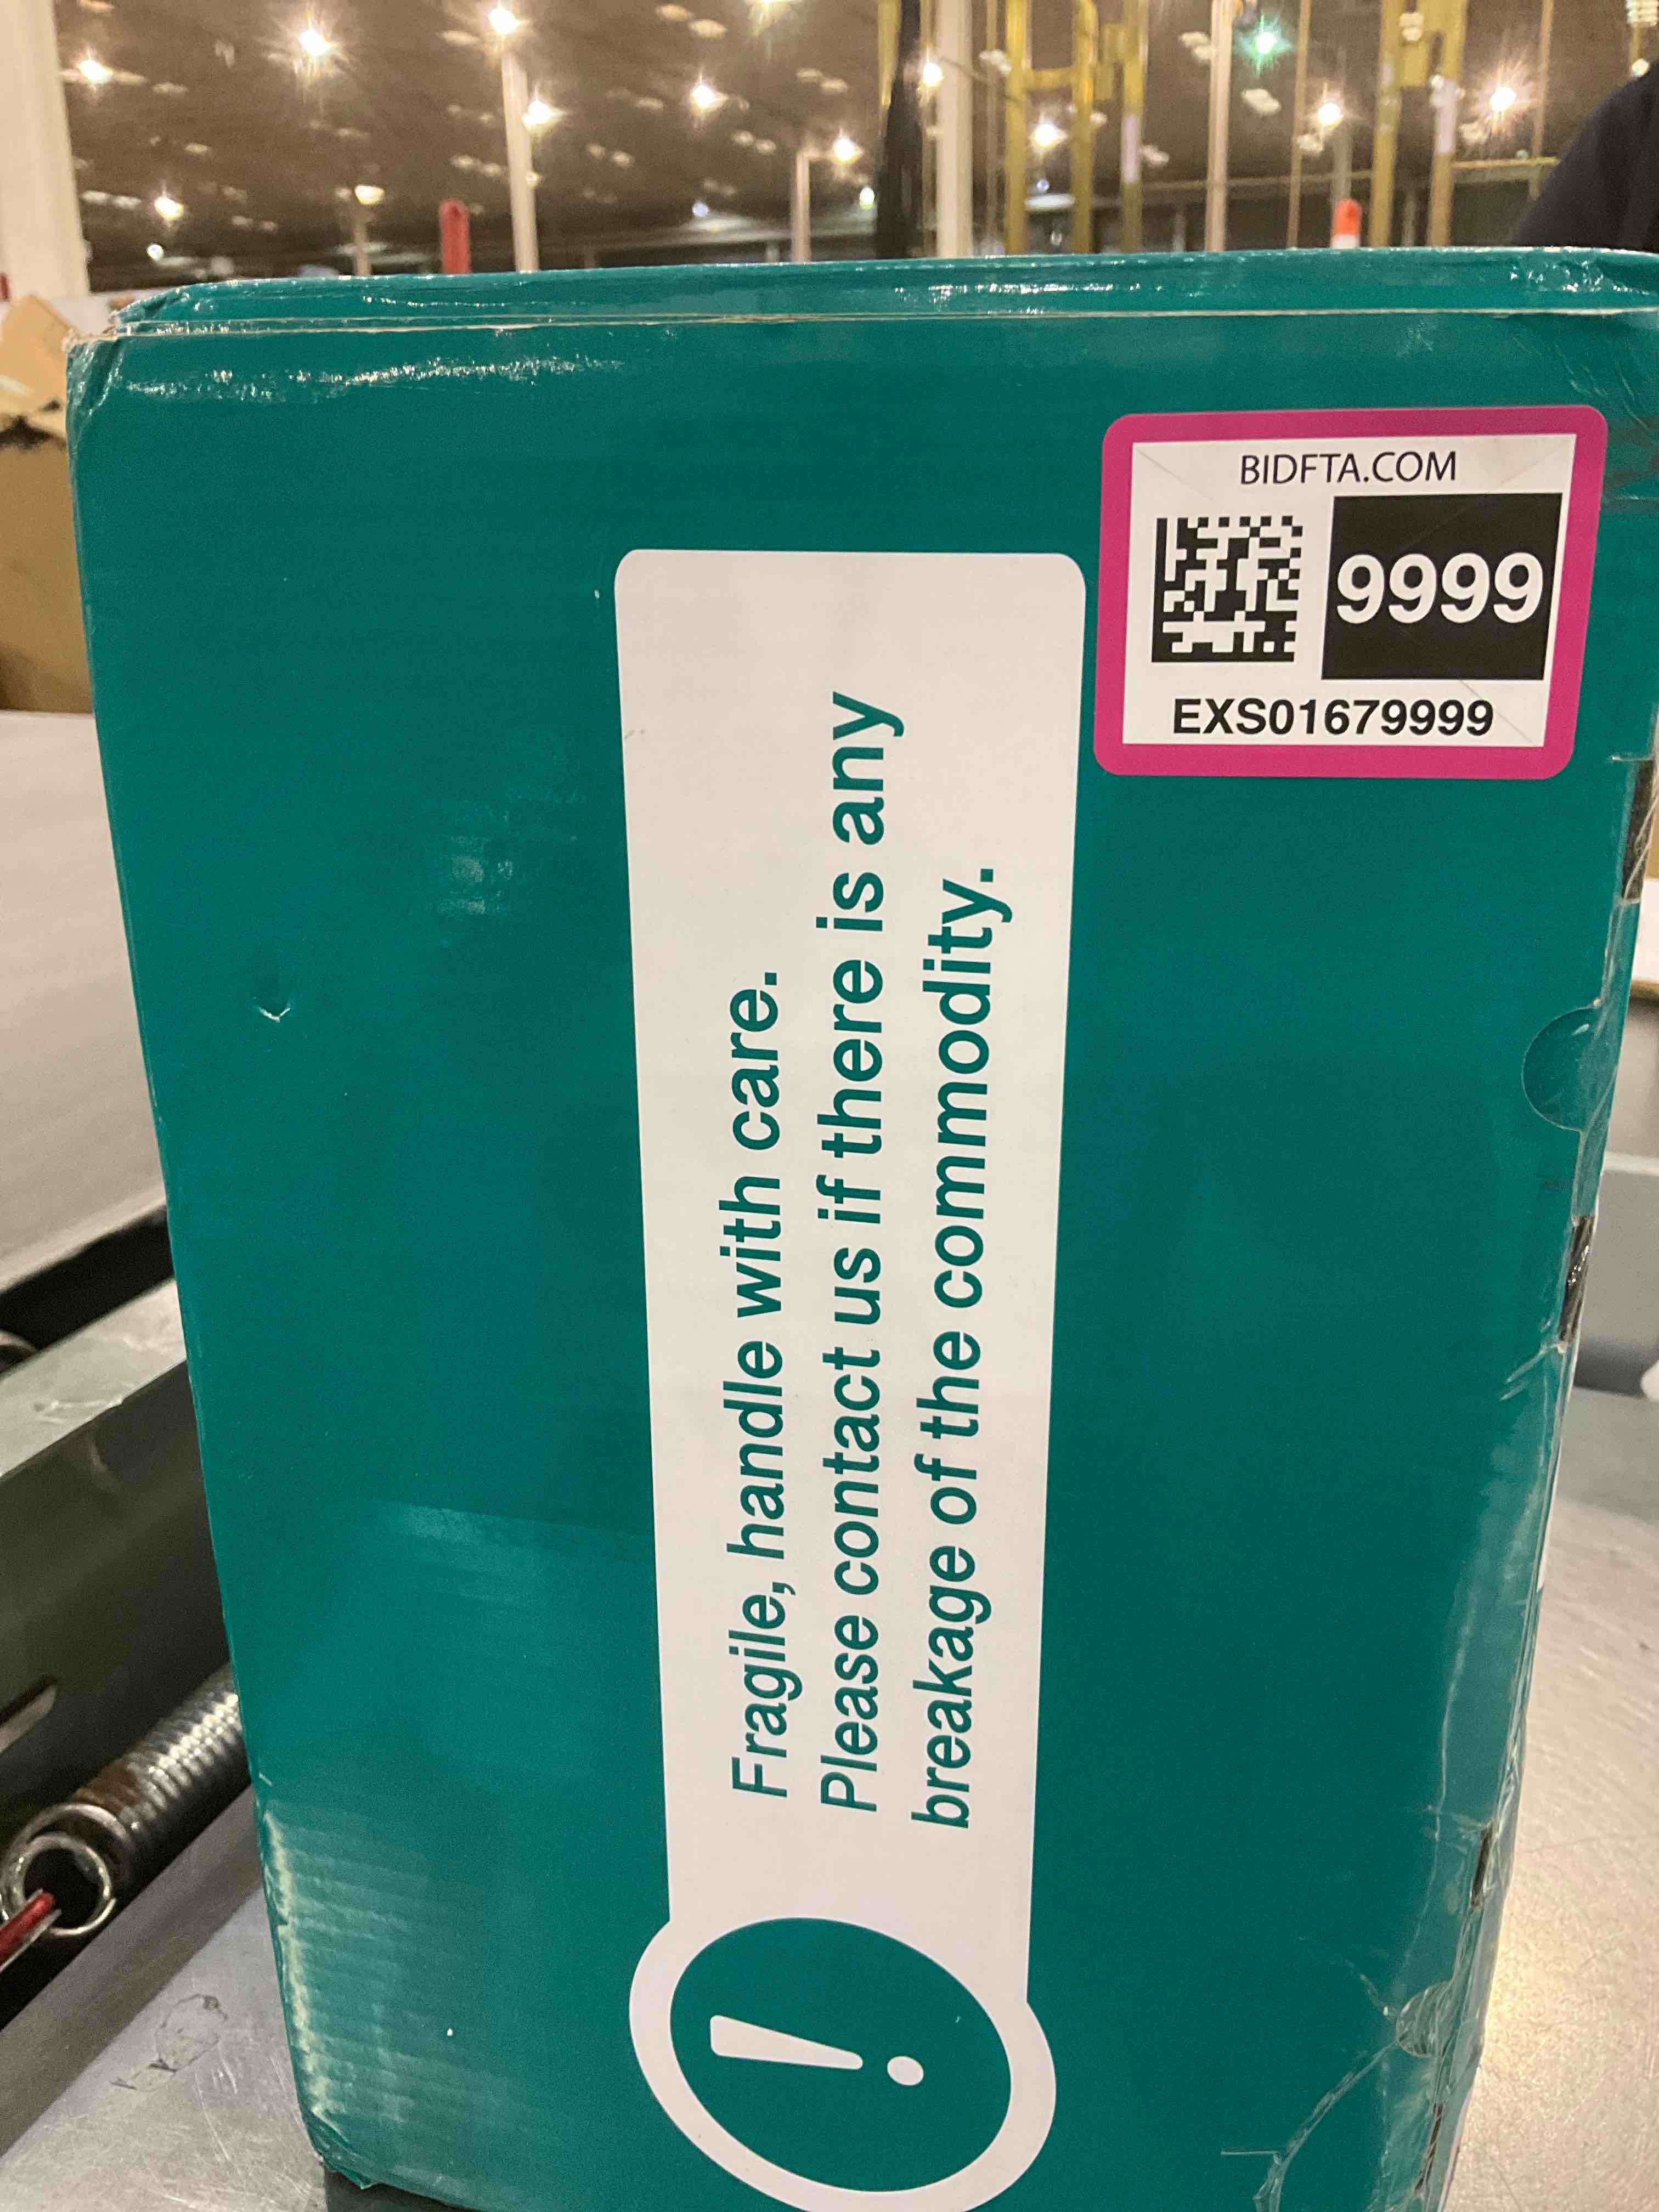 BIDFTA.COM
9999
EXS01679999
Fragile, handle with care.
Please contact us if there is any
breakage of the commodity.
!